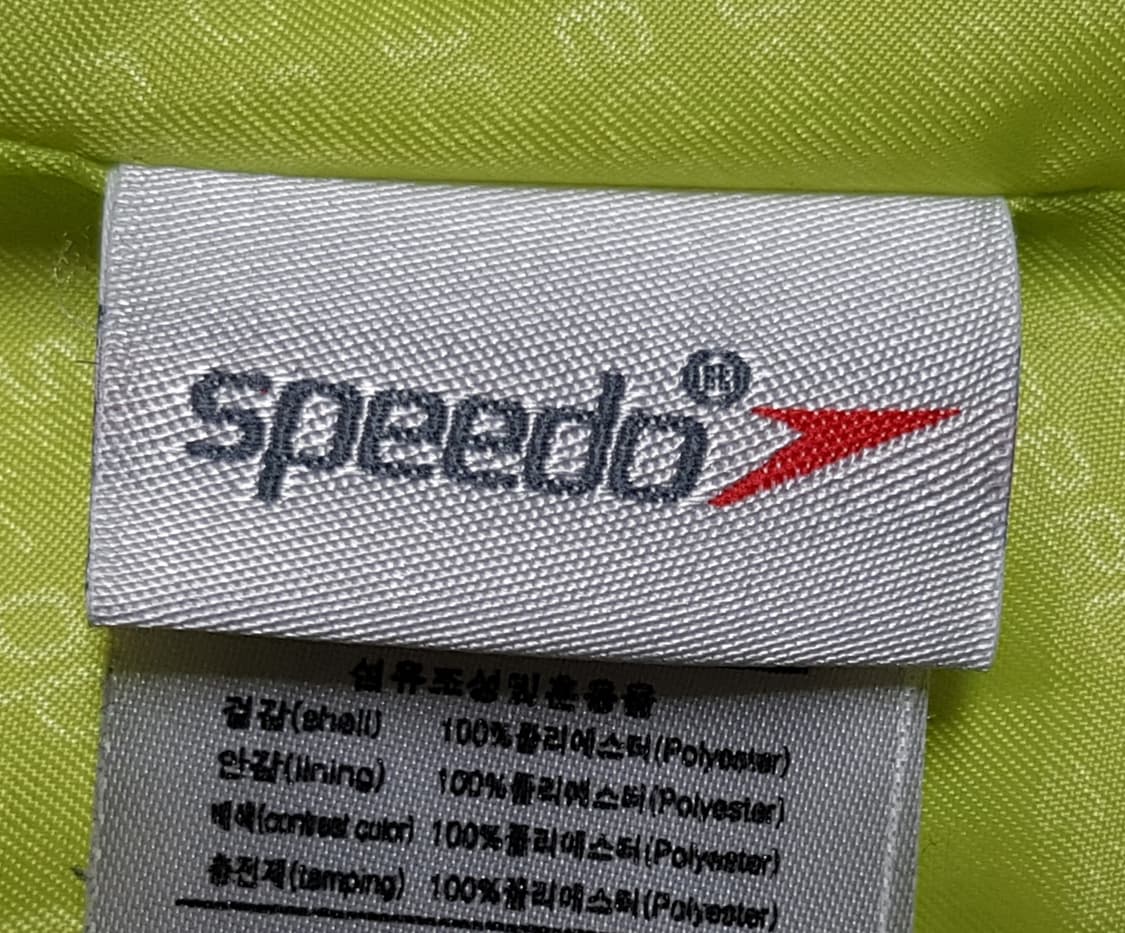 speedo®
섬유조성및혼용율
겉감(shell) 100%폴리에스터(Polyester)
안감(lining) 100%폴리에스터(Polyester)
배색(contrast color) 100%폴리에스터(Polyester)
충전제(tamping) 100%폴리에스터(Polyester)